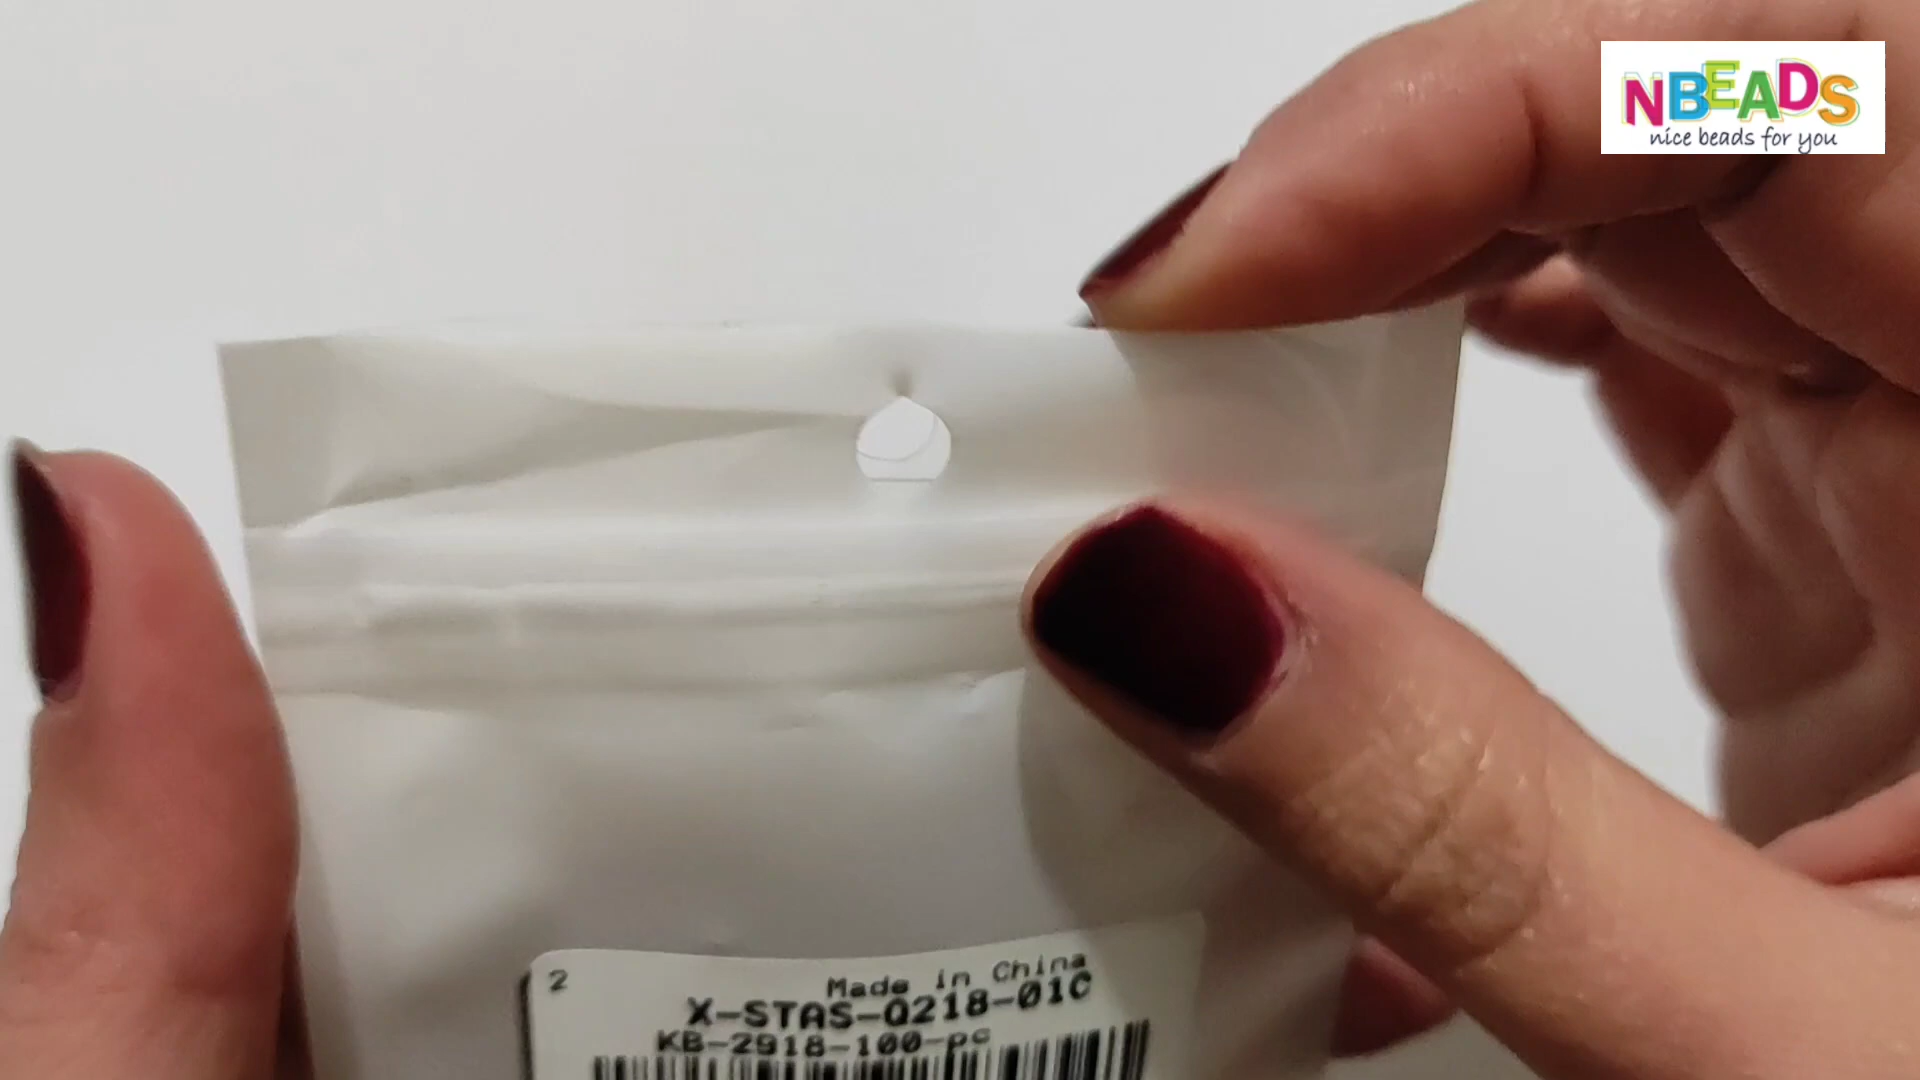 NBEADS
nice beads for you
2
Made in China
X-STAS-Q218-01C
KB-2918-100-pc